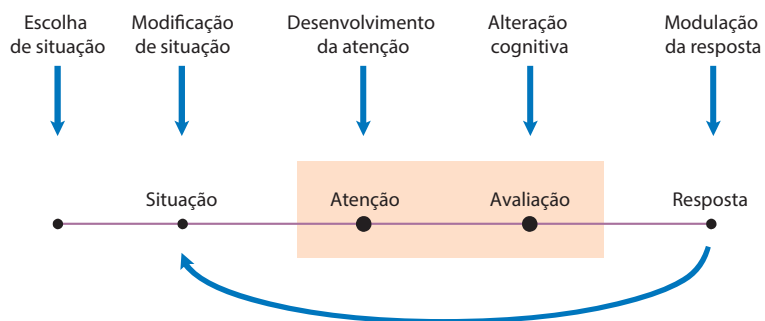 Escolha
de situação
Modificação
de situação
Desenvolvimento
da atenção
Alteração
cognitiva
Modulação
da resposta
Situação
Atenção
Avaliação
Resposta